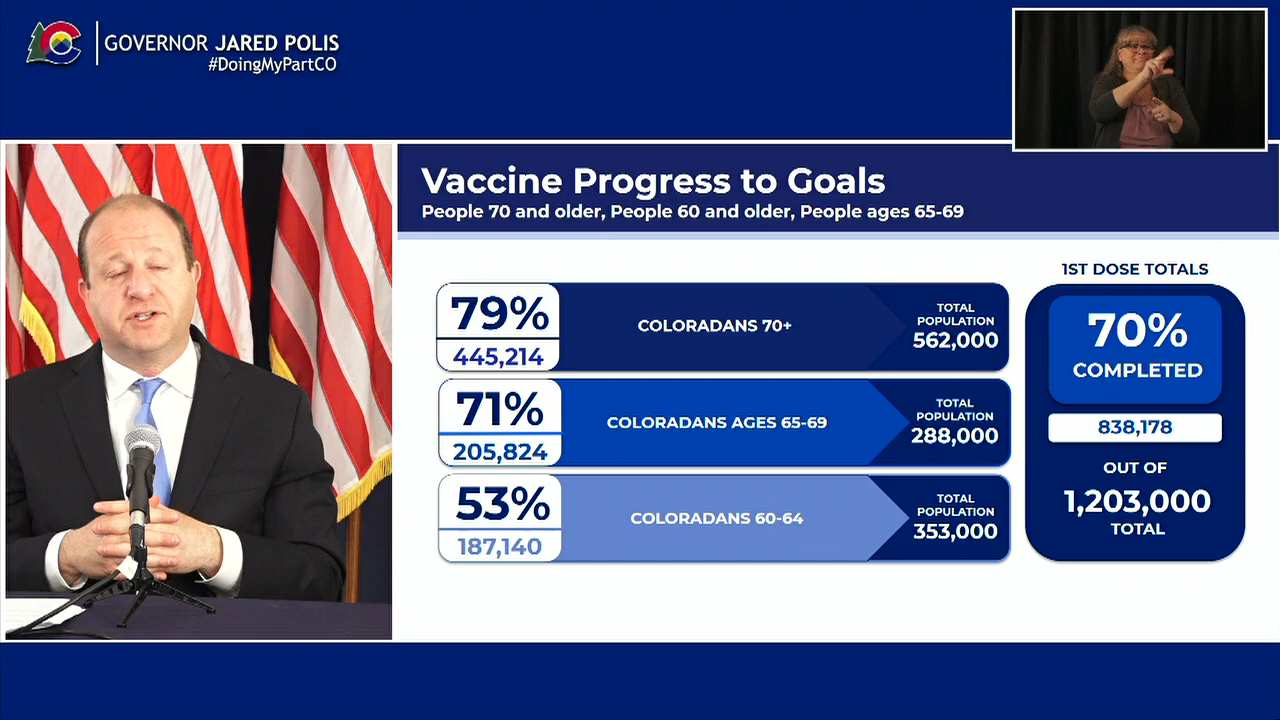 GOVERNOR JARED POLIS
#DoingMyPartCO
Vaccine Progress to Goals
People 70 and older, People 60 and older, People ages 65-69
79%
445,214
COLORADANS 70+
TOTAL
POPULATION
562,000
71%
205,824
COLORADANS AGES 65-69
TOTAL
POPULATION
288,000
53%
187,140
COLORADANS 60-64
TOTAL
POPULATION
353,000
1ST DOSE TOTALS
70%
COMPLETED
838,178
OUT OF
1,203,000
TOTAL